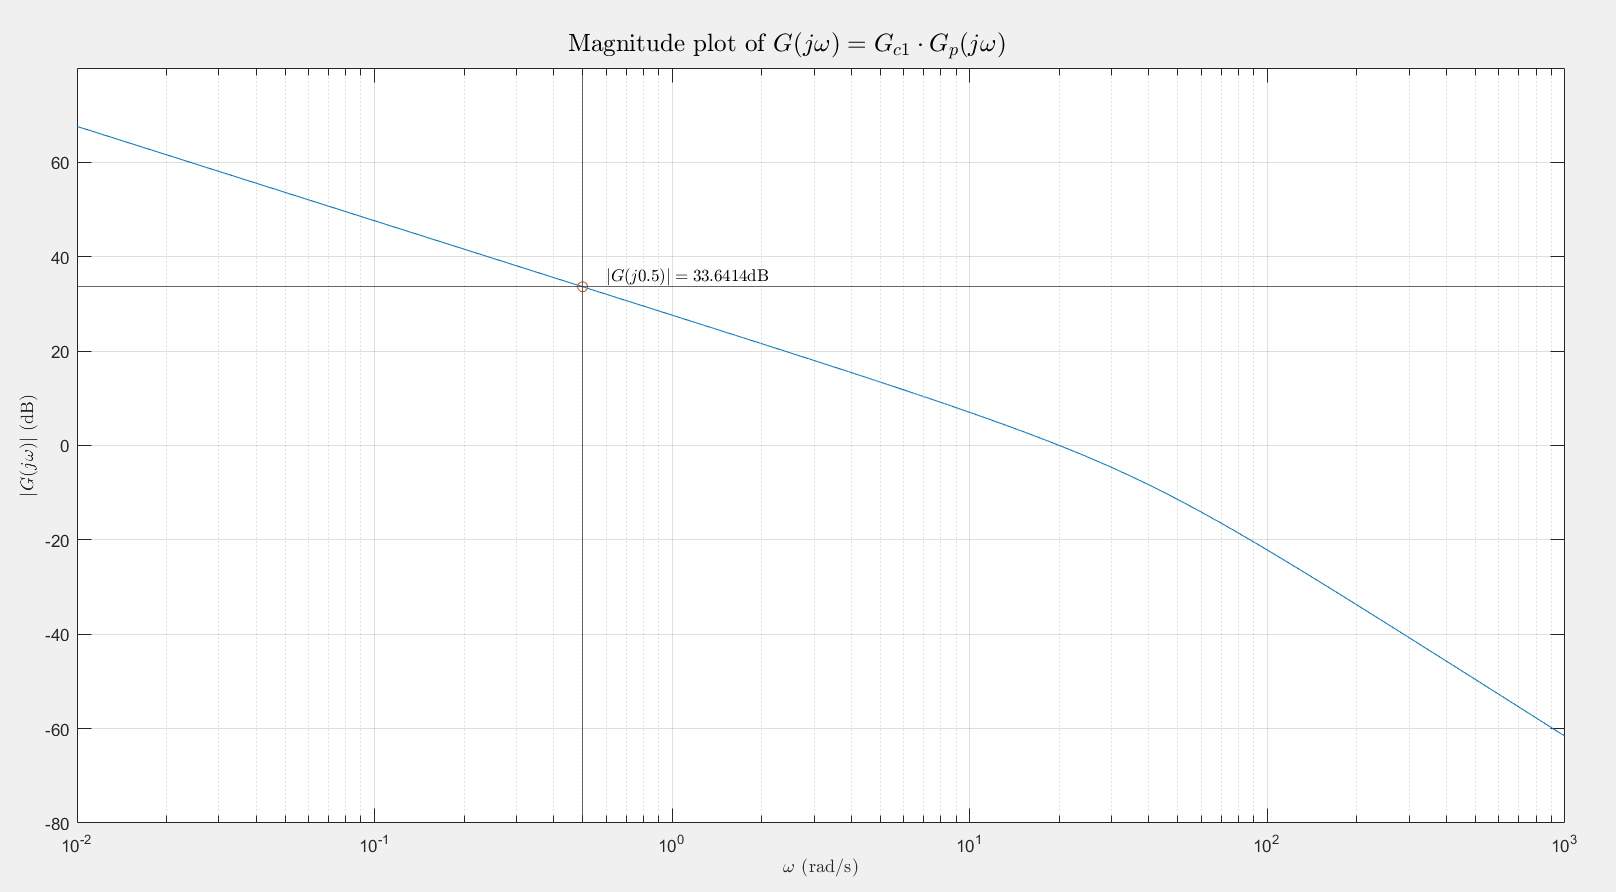 Magnitude plot of G(jω) = G_{c1} · G_p(jω)
60
40
|G(j0.5)| = 33.6414dB
20
0
-20
-40
-60
-80
|G(jω)| (dB)
10^{-2} 10^{-1} 10^{0} 10^{1} 10^{2} 10^{3}
ω (rad/s)